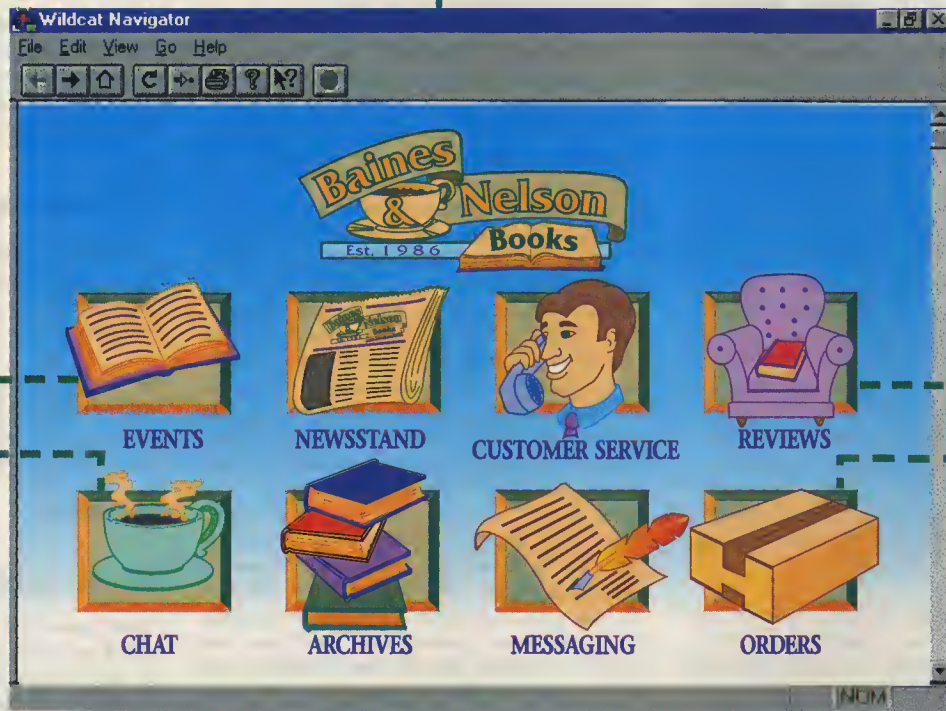 Wildcat Navigator
File Edit View Go Help
Baines
& Nelson
Books
Est. 1986
EVENTS NEWSSTAND CUSTOMER SERVICE REVIEWS
CHAT ARCHIVES MESSAGING ORDERS
NUM